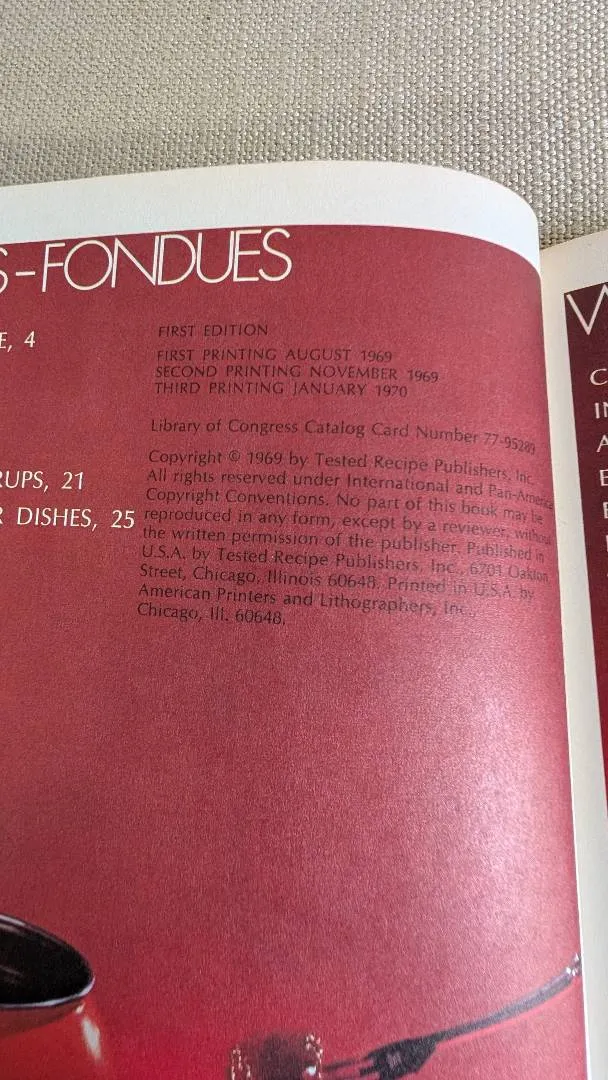 S-FONDUES
E, 4
RUPS, 21
R DISHES, 25
FIRST EDITION
FIRST PRINTING AUGUST 1969
SECOND PRINTING NOVEMBER 1969
THIRD PRINTING JANUARY 1970
Library of Congress Catalog Card Number 77-95289
Copyright © 1969 by Tested Recipe Publishers, Inc.
All rights reserved under International and Pan-America
Copyright Conventions. No part of this book may be
reproduced in any form, except by a reviewer, without
the written permission of the publisher. Published in
U.S.A. by Tested Recipe Publishers, Inc., 6701 Oakton
Street, Chicago, Illinois 60648. Printed in U.S.A. by
American Printers and Lithographers, Inc.,
Chicago, Ill. 60648.
W
C
IN
A
E